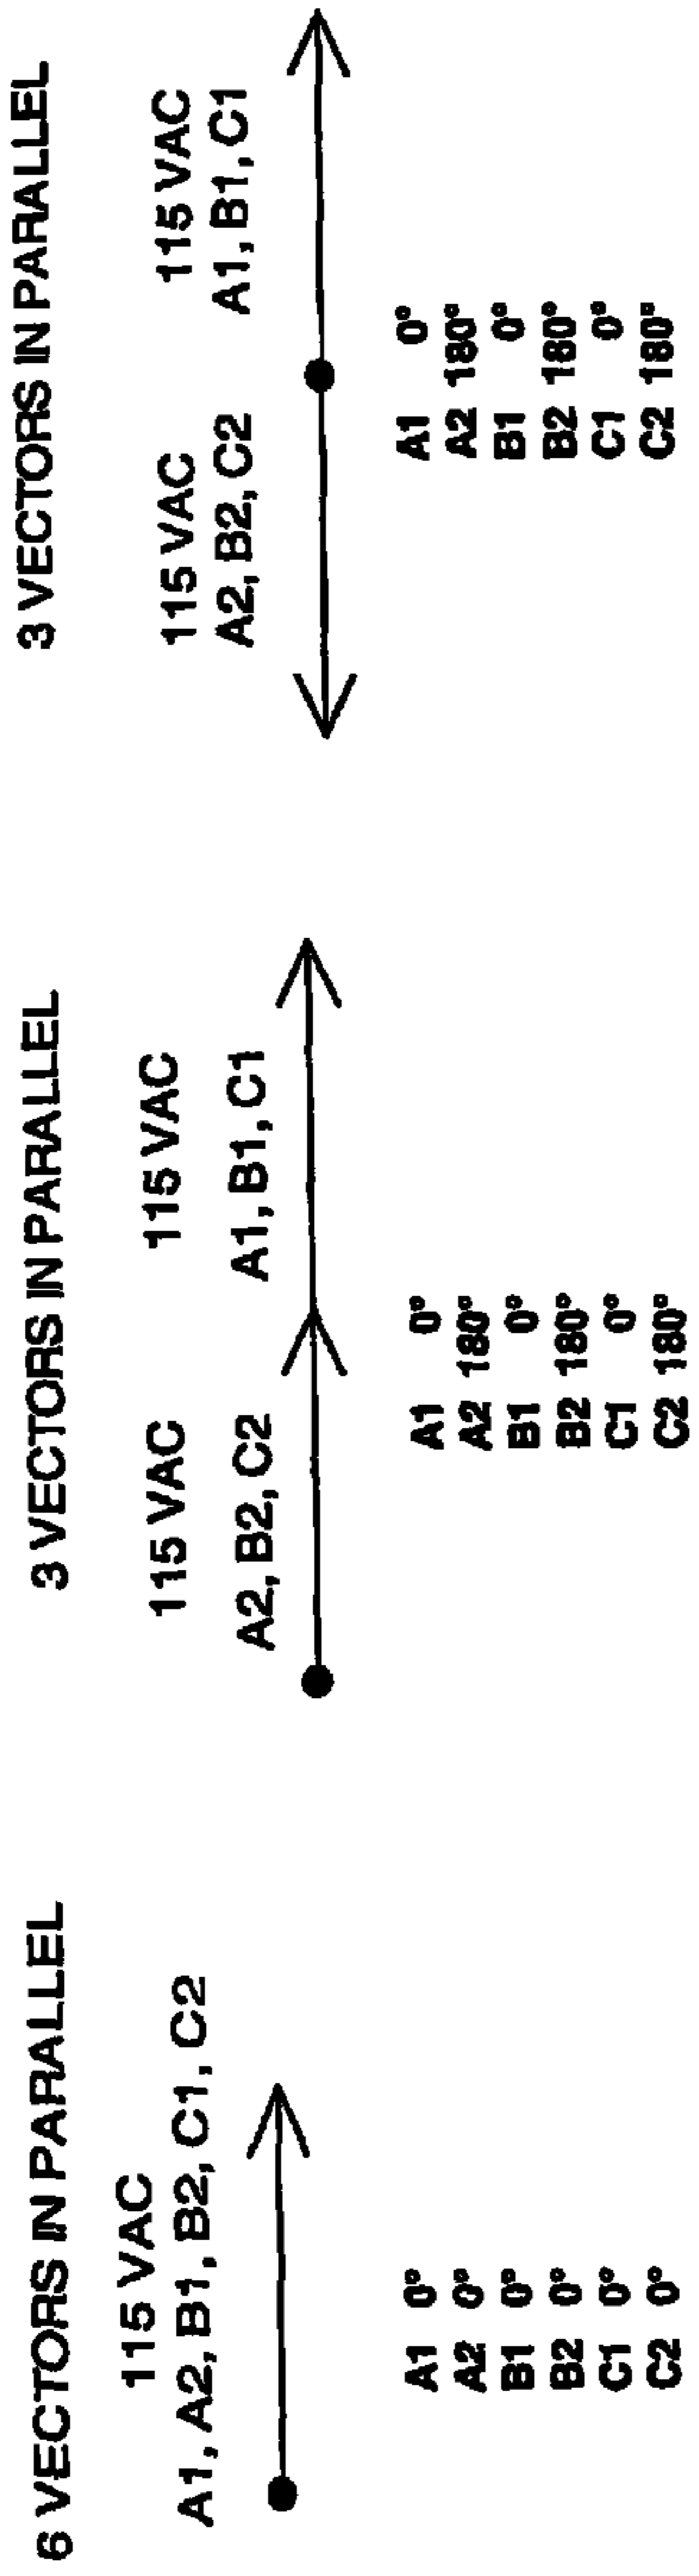 6 VECTORS IN PARALLEL
115 VAC
A1, A2, B1, B2, C1, C2
A1 0°
A2 0°
B1 0°
B2 0°
C1 0°
C2 0°
3 VECTORS IN PARALLEL
115 VAC 115 VAC
A2, B2, C2 A1, B1, C1
A1 0°
A2 180°
B1 0°
B2 180°
C1 0°
C2 180°
3 VECTORS IN PARALLEL
115 VAC 115 VAC
A2, B2, C2 A1, B1, C1
A1 0°
A2 180°
B1 0°
B2 180°
C1 0°
C2 180°